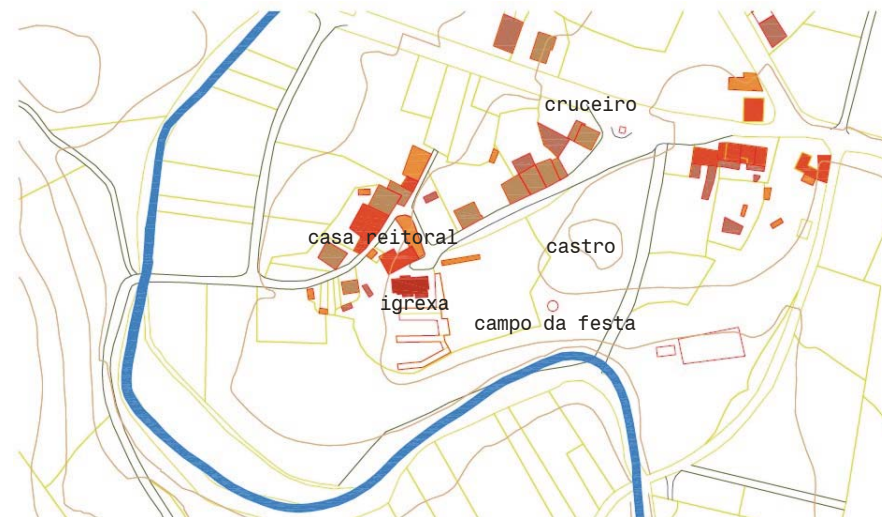 cruceiro
casa reitoral
castro
igrexa
campo da festa